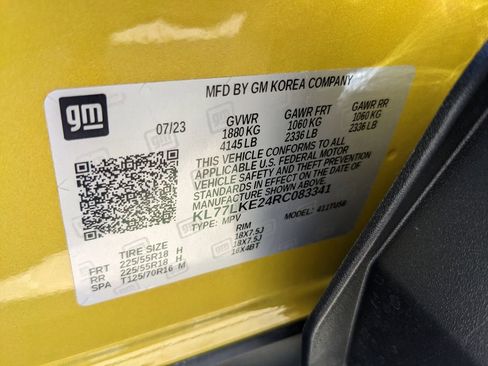 gm
MFD BY GM KOREA COMPANY
07/23
GVWR GAWR FRT GAWR RR
1880 KG 1060 KG 1060 KG
4145 LB 2336 LB 2336 LB
THIS VEHICLE CONFORMS TO ALL
APPLICABLE U.S. FEDERAL MOTOR
VEHICLE SAFETY AND THEFT PREVENTION
STANDARDS IN EFFECT ON THE DATE OF
MANUFACTURE SHOWN ABOVE.
KL77LKE24RC083341
TYPE: MPV MODEL:
TIRE SIZE RIM
FRT 225/55R18 H 18X7.5J
RR 225/55R18 H 18X7.5J
SPA T125/70R16 M 16X4BT